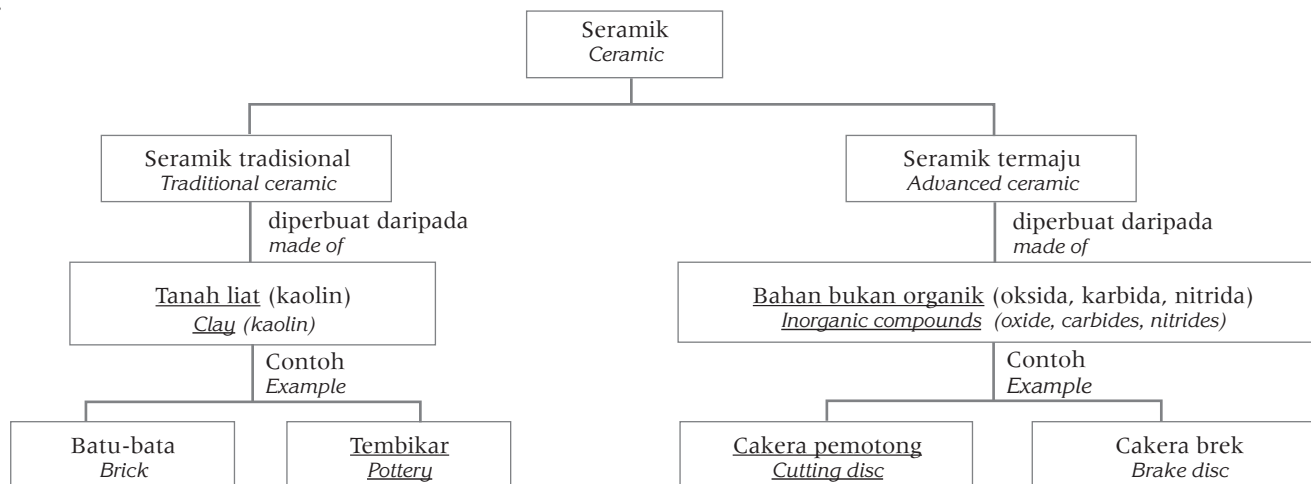 Seramik
Ceramic
Seramik tradisional
Traditional ceramic
Seramik termaju
Advanced ceramic
diperbuat daripada
made of
diperbuat daripada
made of
Tanah liat (kaolin)
Clay (kaolin)
Bahan bukan organik (oksida, karbida, nitrida)
Inorganic compounds (oxide, carbides, nitrides)
Contoh
Example
Contoh
Example
Batu-bata
Brick
Tembikar
Pottery
Cakera pemotong
Cutting disc
Cakera brek
Brake disc